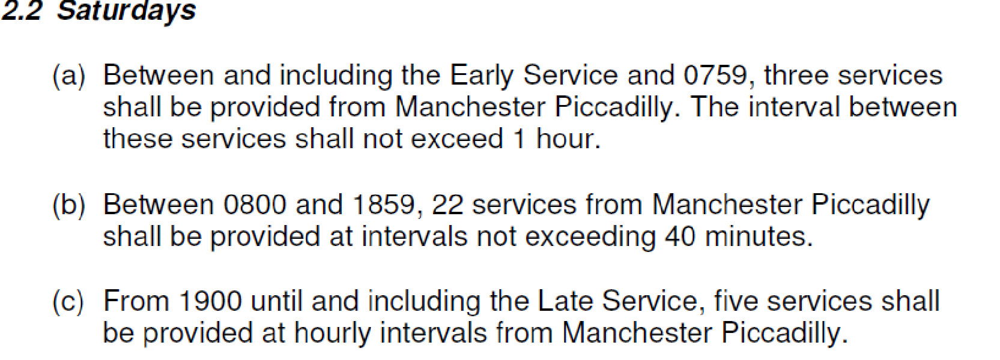 2.2 Saturdays
(a) Between and including the Early Service and 0759, three services
shall be provided from Manchester Piccadilly. The interval between
these services shall not exceed 1 hour.
(b) Between 0800 and 1859, 22 services from Manchester Piccadilly
shall be provided at intervals not exceeding 40 minutes.
(c) From 1900 until and including the Late Service, five services shall
be provided at hourly intervals from Manchester Piccadilly.